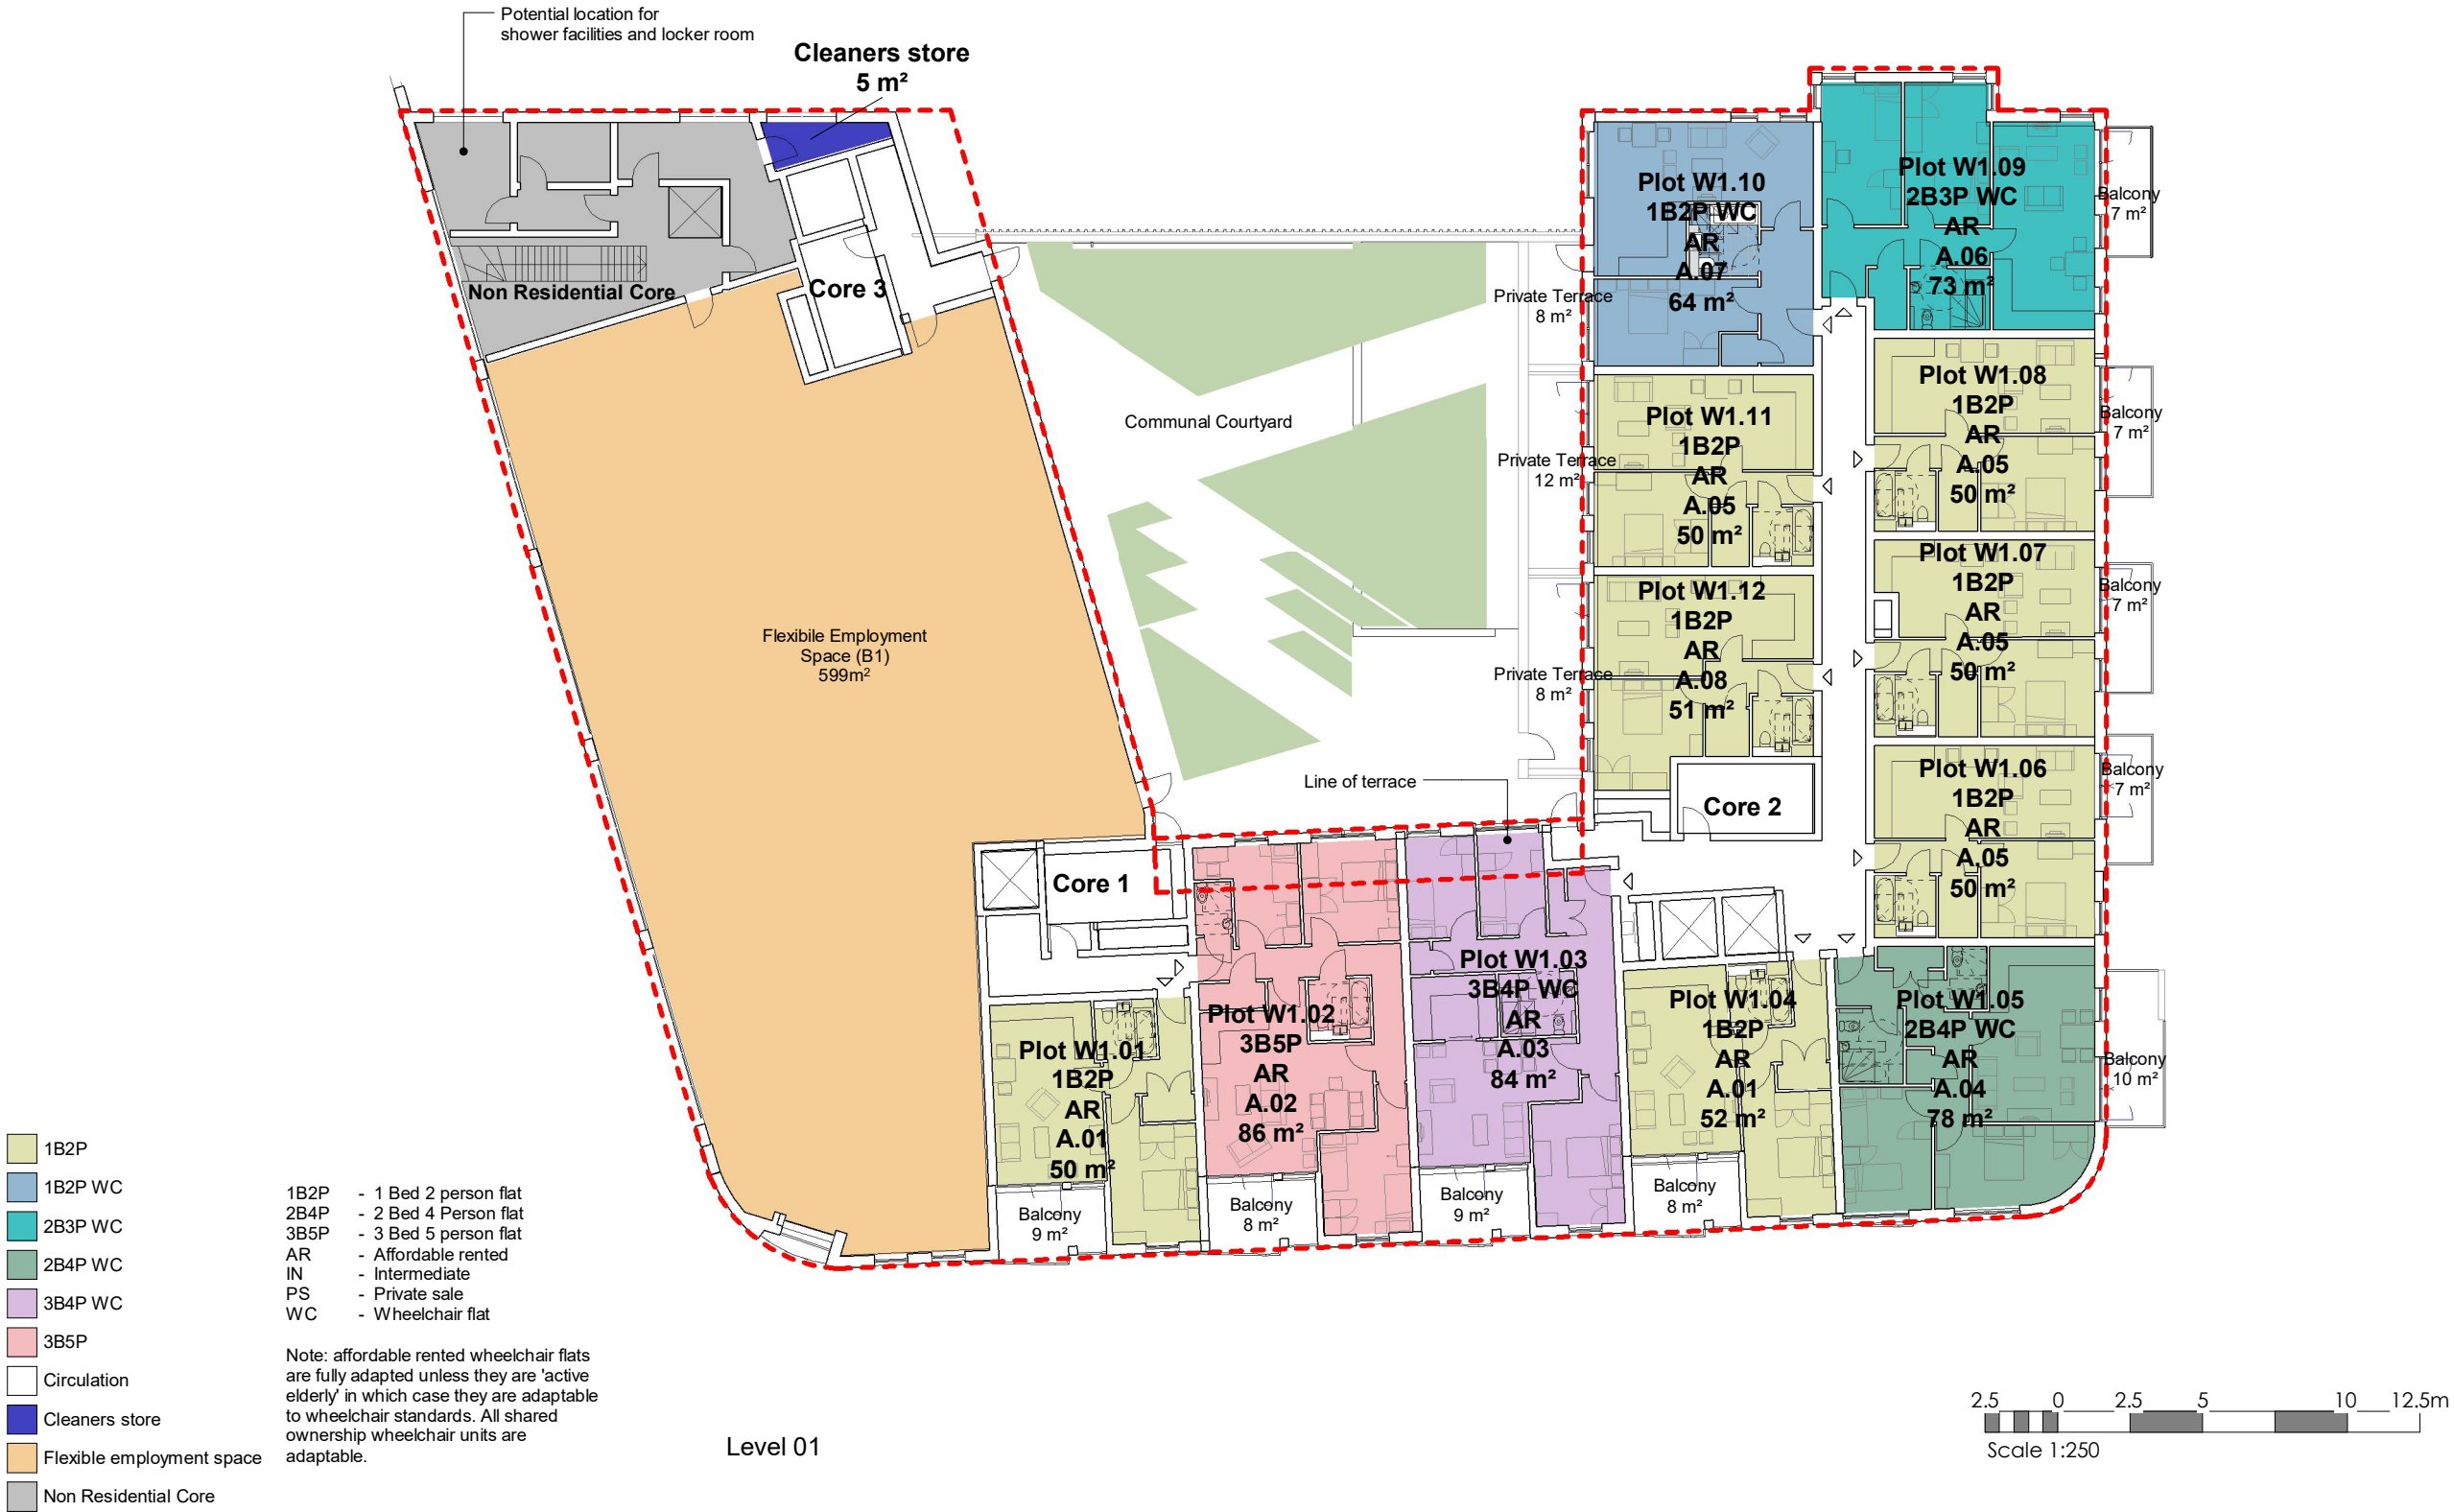 Potential location for
shower facilities and locker room
Cleaners store
5 m²
Non Residential Core
Core 3
Flexibile Employment
Space (B1)
599m²
Communal Courtyard
Private Terrace
8 m²
Private Terrace
12 m²
Private Terrace
8 m²
Line of terrace
Plot W1.10
1B2P WC
AR
A.07
64 m²
Plot W1.09
2B3P WC
AR
A.06
73 m²
Balcony
7 m²
Plot W1.11
1B2P
AR
A.05
50 m²
Plot W1.08
1B2P
AR
A.05
50 m²
Balcony
7 m²
Plot W1.12
1B2P
AR
A.08
51 m²
Plot W1.07
1B2P
AR
A.05
50 m²
Balcony
7 m²
Core 2
Plot W1.06
1B2P
AR
A.05
50 m²
Balcony
7 m²
Core 1
Plot W1.01
1B2P
AR
A.01
50 m²
Balcony
9 m²
Plot W1.02
3B5P
AR
A.02
86 m²
Balcony
8 m²
Plot W1.03
3B4P WC
AR
A.03
84 m²
Balcony
9 m²
Plot W1.04
1B2P
AR
A.01
52 m²
Balcony
8 m²
Plot W1.05
2B4P WC
AR
A.04
78 m²
Balcony
10 m²
1B2P
1B2P WC
2B3P WC
2B4P WC
3B4P WC
3B5P
Circulation
Cleaners store
Flexible employment space
Non Residential Core
1B2P - 1 Bed 2 person flat
2B4P - 2 Bed 4 Person flat
3B5P - 3 Bed 5 person flat
AR - Affordable rented
IN - Intermediate
PS - Private sale
WC - Wheelchair flat
Note: affordable rented wheelchair flats
are fully adapted unless they are 'active
elderly' in which case they are adaptable
to wheelchair standards. All shared
ownership wheelchair units are
adaptable.
Level 01
2.5 0 2.5 5 10 12.5m
Scale 1:250